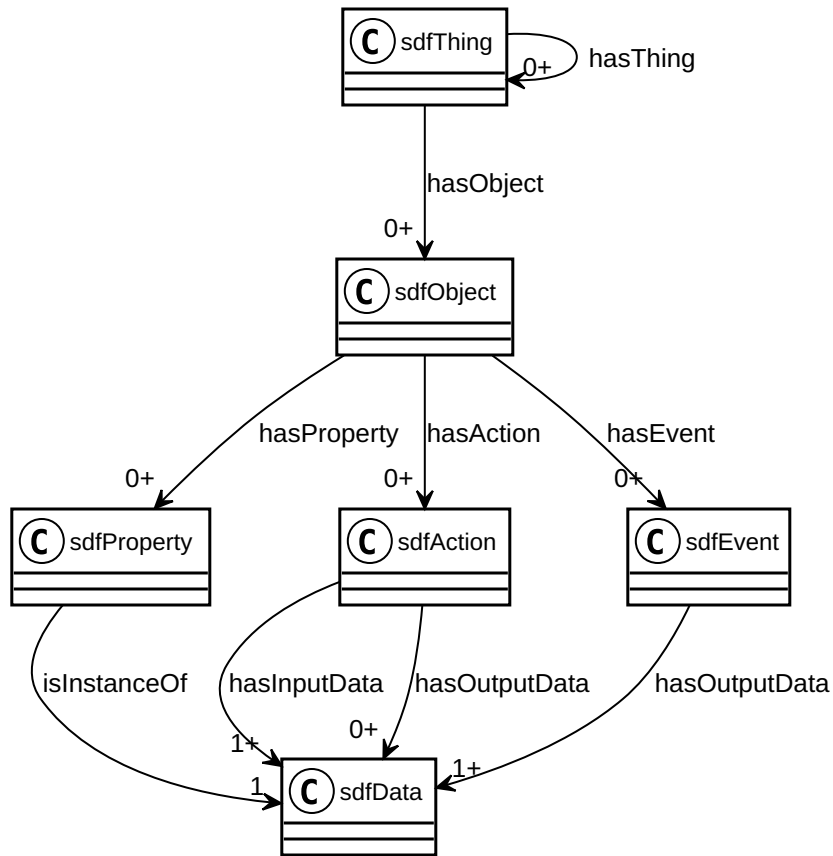 C sdfThing
0+
hasThing
hasObject
0+
C sdfObject
hasProperty
hasAction
hasEvent
0+
0+
0+
C sdfProperty
C sdfAction
C sdfEvent
isInstanceOf
hasInputData
hasOutputData
hasOutputData
1+
0+
1+
1
C sdfData